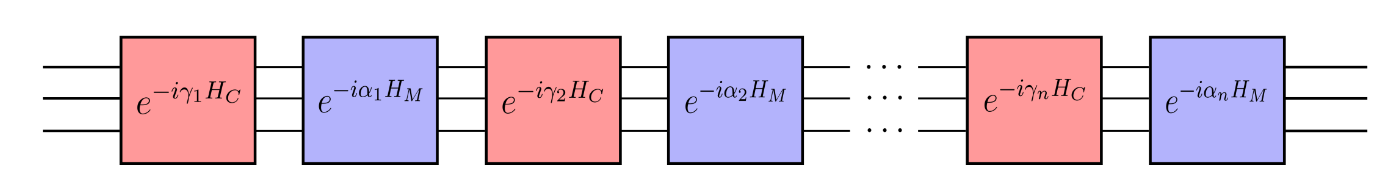 e^{-iγ_1 H_C} e^{-iα_1 H_M} e^{-iγ_2 H_C} e^{-iα_2 H_M} ··· e^{-iγ_n H_C} e^{-iα_n H_M}
···
···